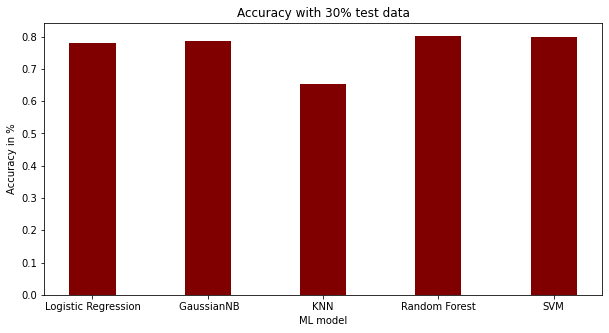 Accuracy with 30% test data
Accuracy in %
0.8
0.7
0.6
0.5
0.4
0.3
0.2
0.1
0.0
Logistic Regression GaussianNB KNN Random Forest SVM
ML model